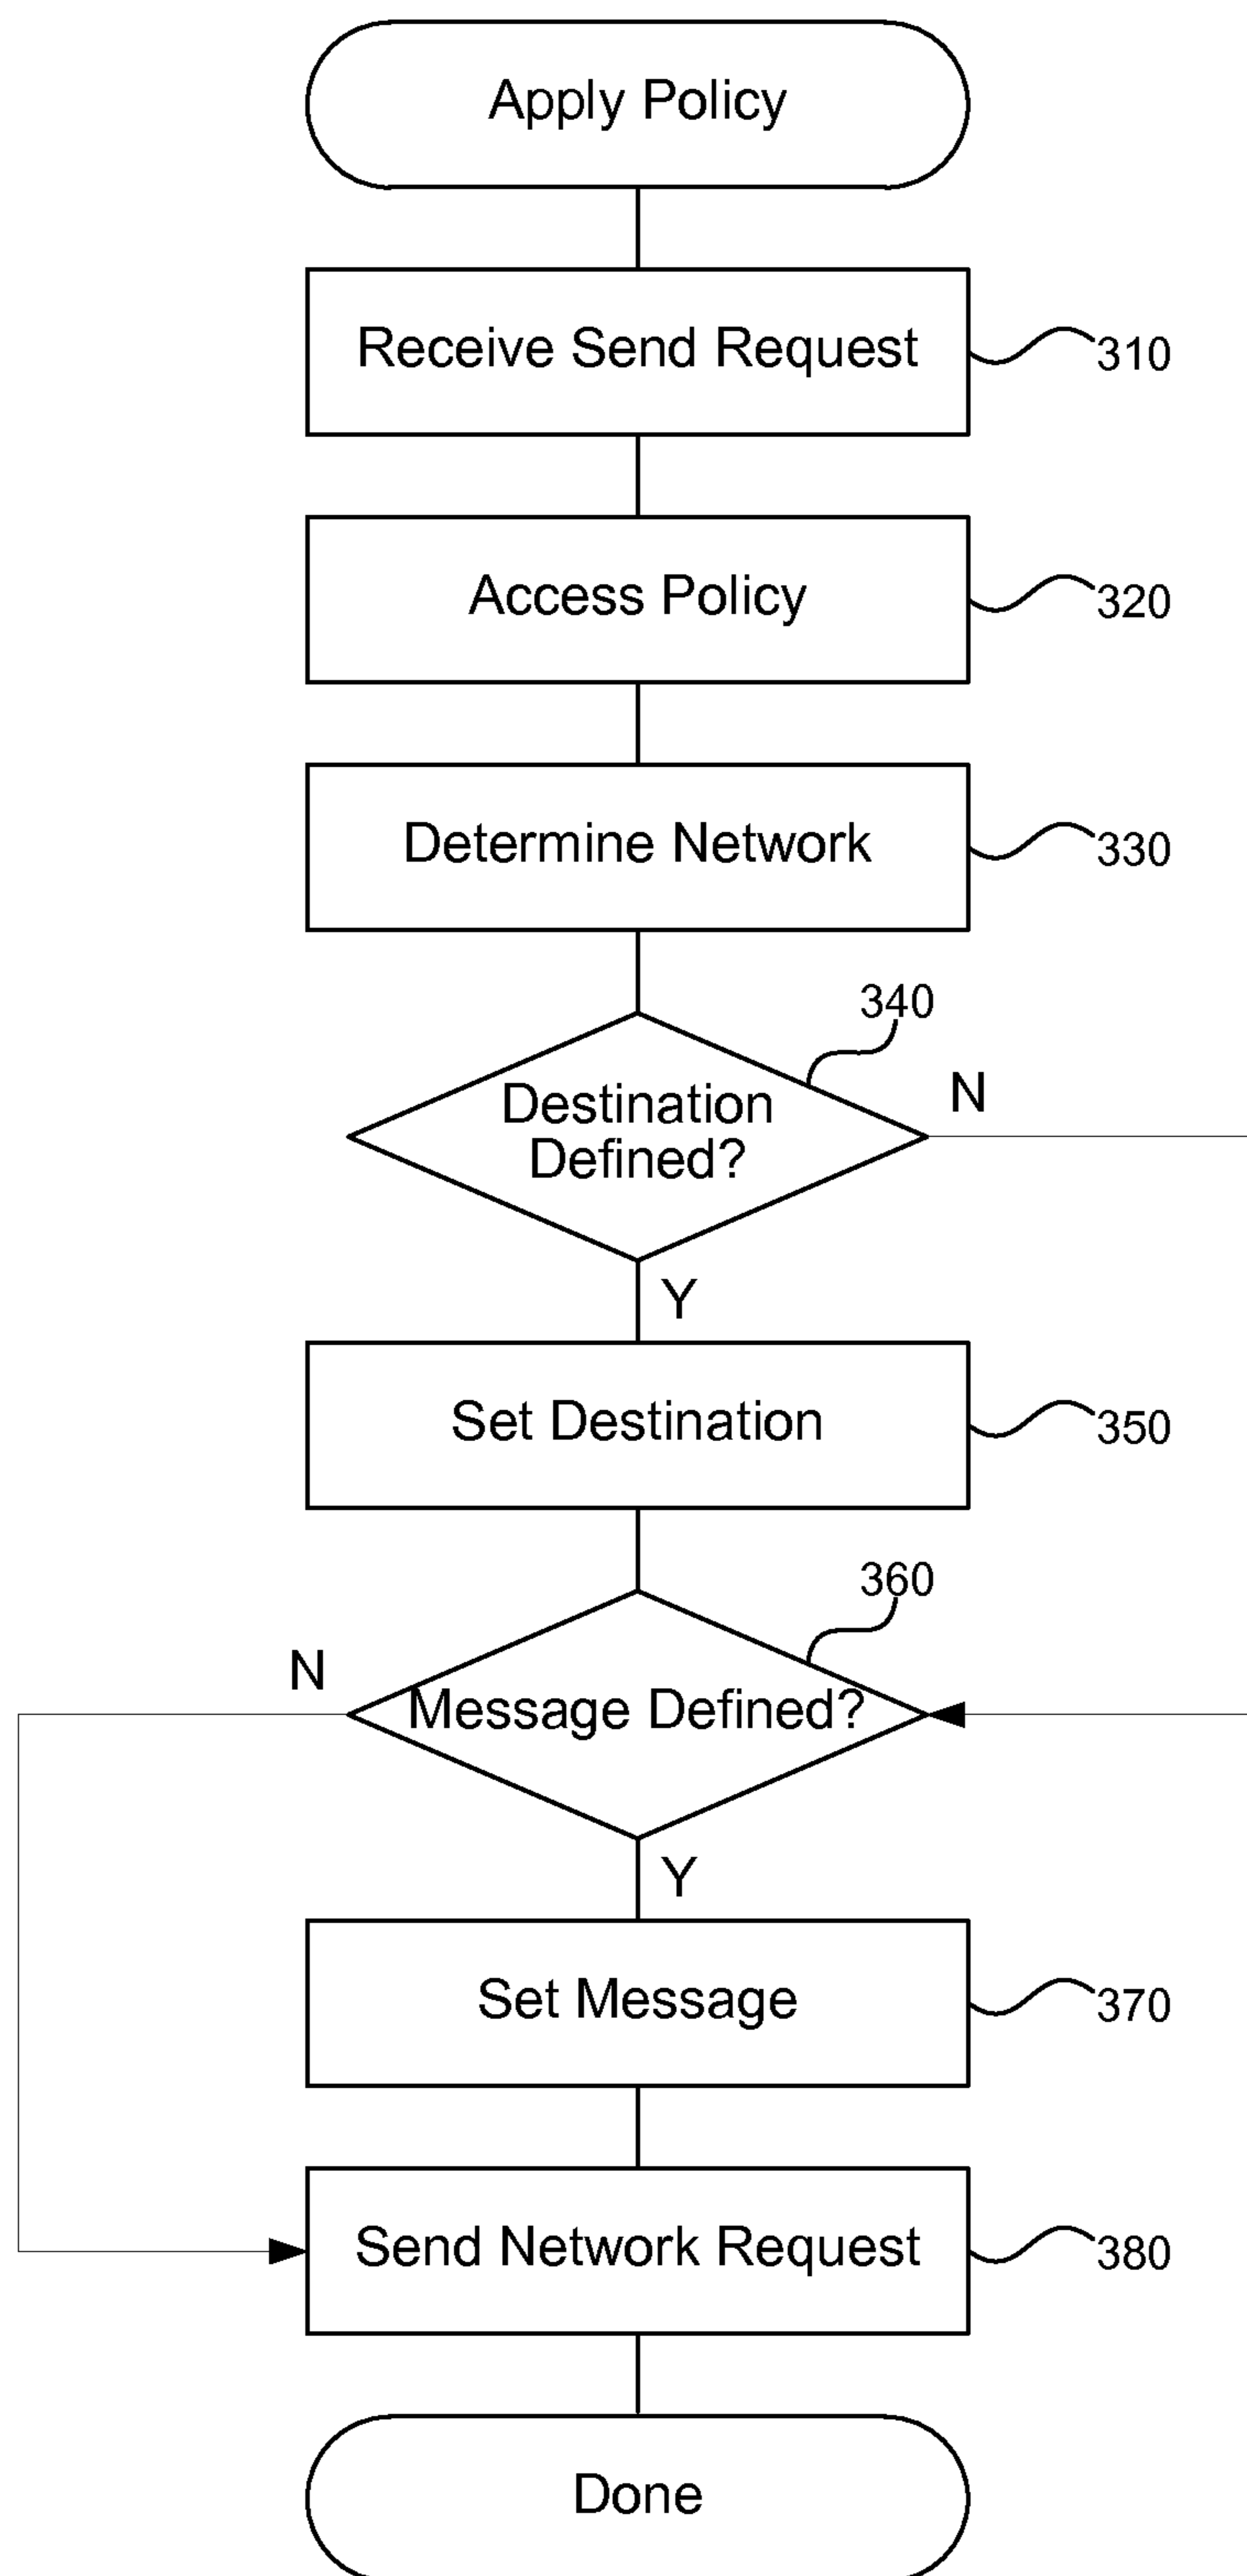 Apply Policy
Receive Send Request
310
Access Policy
320
Determine Network
330
340
Destination
Defined?
N
Y
Set Destination
350
360
N
Message Defined?
Y
Set Message
370
Send Network Request
380
Done